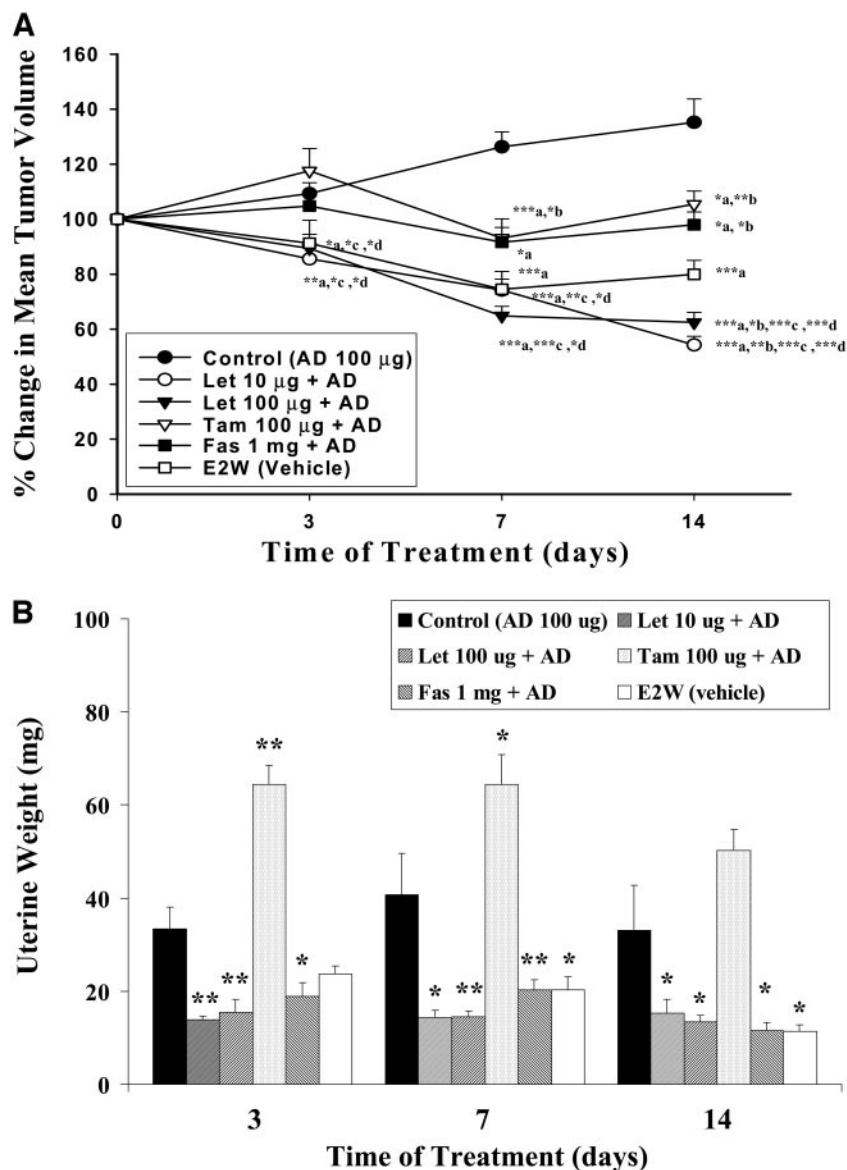 A
% Change in Mean Tumor Volume
160
140
120
100
80
60
40
20
0
*a,*c ,*d
**a,*c ,*d
***a,*b
*a
***a
***a,**c ,*d
***a,***c ,*d
*a,**b
*a, *b
***a
***a,*b,***c ,***d
***a,**b,***c ,***d
Control (AD 100 μg)
Let 10 μg + AD
Let 100 μg + AD
Tam 100 μg + AD
Fas 1 mg + AD
E2W (Vehicle)
0 3 7 14
Time of Treatment (days)
B
Uterine Weight (mg)
100
80
60
40
20
0
Control (AD 100 ug) Let 10 ug + AD
Let 100 ug + AD Tam 100 ug + AD
Fas 1 mg + AD E2W (vehicle)
** ** ** *
* ** * ** *
* * * *
3 7 14
Time of Treatment (days)